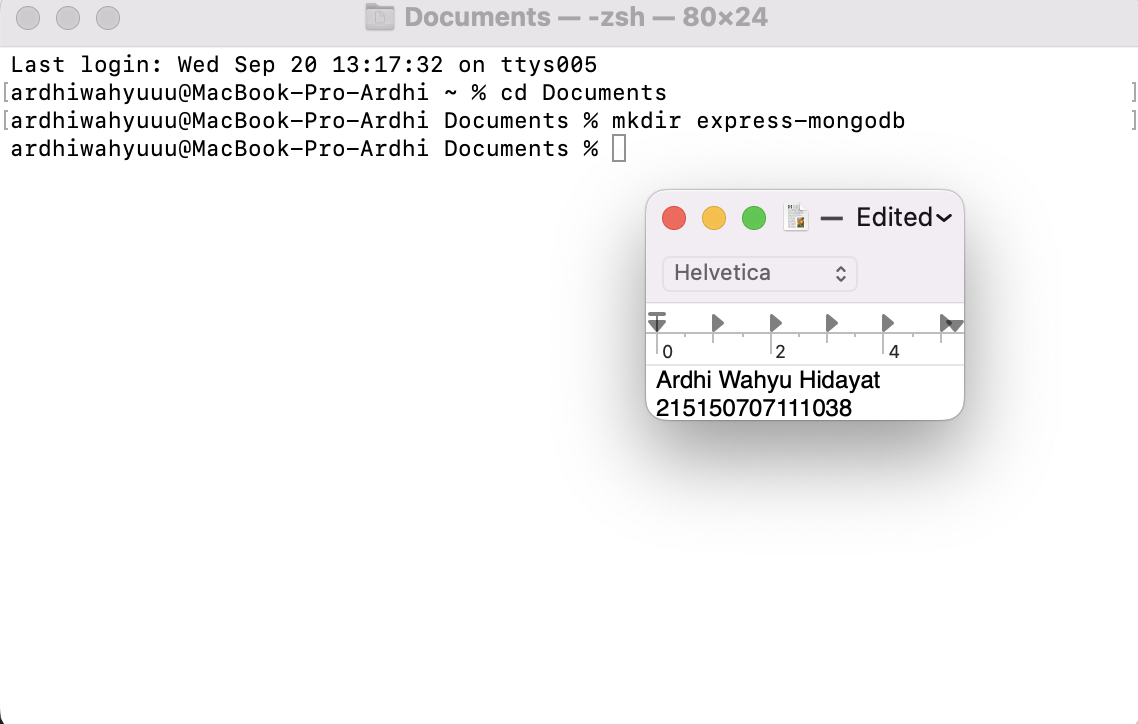 Documents — -zsh — 80×24
Last login: Wed Sep 20 13:17:32 on ttys005
[ardhiwahyuuu@MacBook-Pro-Ardhi ~ % cd Documents ]
[ardhiwahyuuu@MacBook-Pro-Ardhi Documents % mkdir express-mongodb ]
ardhiwahyuuu@MacBook-Pro-Ardhi Documents %
— Edited
Helvetica
0 2 4
Ardhi Wahyu Hidayat
215150707111038